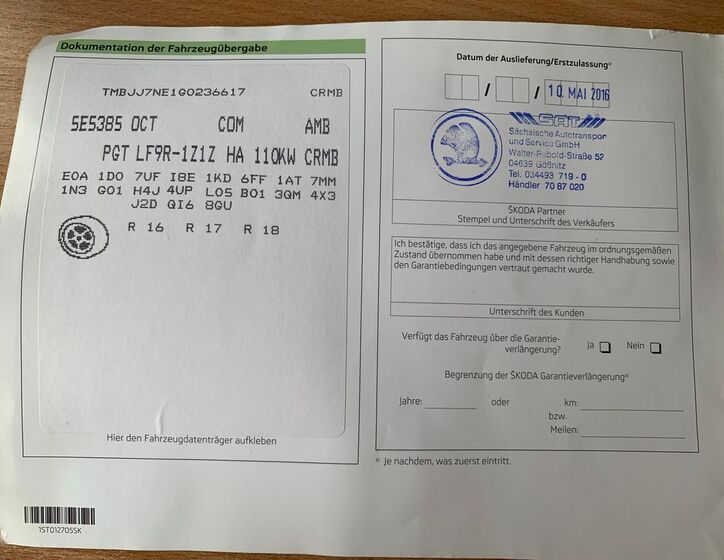 Dokumentation der Fahrzeugübergabe
TMBJJ7NE1G0236617 CRMB
5E5385 OCT COM AMB
PGT LF9R-1Z1Z HA 110KW CRMB
E0A 1D0 7UF I8E 1KD 6FF 1AT 7MM
1N3 G01 H4J 4UP L05 B01 3QM 4X3
J2D QI6 8GU
R 16 R 17 R 18
Hier den Fahrzeugdatenträger aufkleben
1ST012705SK
Datum der Auslieferung/Erstzulassung*⁾
/ / 10. MAI 2016
SAT
Sächsische Autotransport
und Service GmbH
Walter-Rabold-Straße 52
04639 Gößnitz
Tel. 034493 719 - 0
Händler 70 87 020
ŠKODA Partner
Stempel und Unterschrift des Verkäufers
Ich bestätige, dass ich das angegebene Fahrzeug im ordnungsgemäßen
Zustand übernommen habe und mit dessen richtiger Handhabung sowie
den Garantiebedingungen vertraut gemacht wurde.
Unterschrift des Kunden
Verfügt das Fahrzeug über die Garantie-
verlängerung? Ja Nein
Begrenzung der ŠKODA Garantieverlängerung*⁾
Jahre: oder km:
bzw.
Meilen:
*⁾ Je nachdem, was zuerst eintritt.